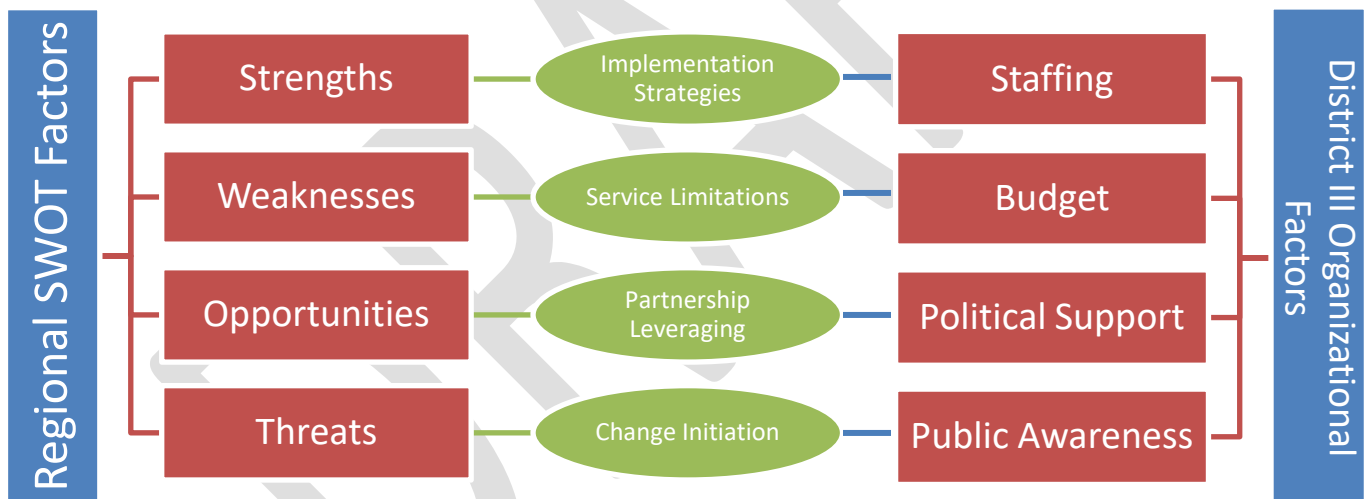 Regional SWOT Factors
Strengths
Implementation
Strategies
Staffing
Weaknesses
Service Limitations
Budget
Opportunities
Partnership
Leveraging
Political Support
Threats
Change Initiation
Public Awareness
District III Organizational
Factors